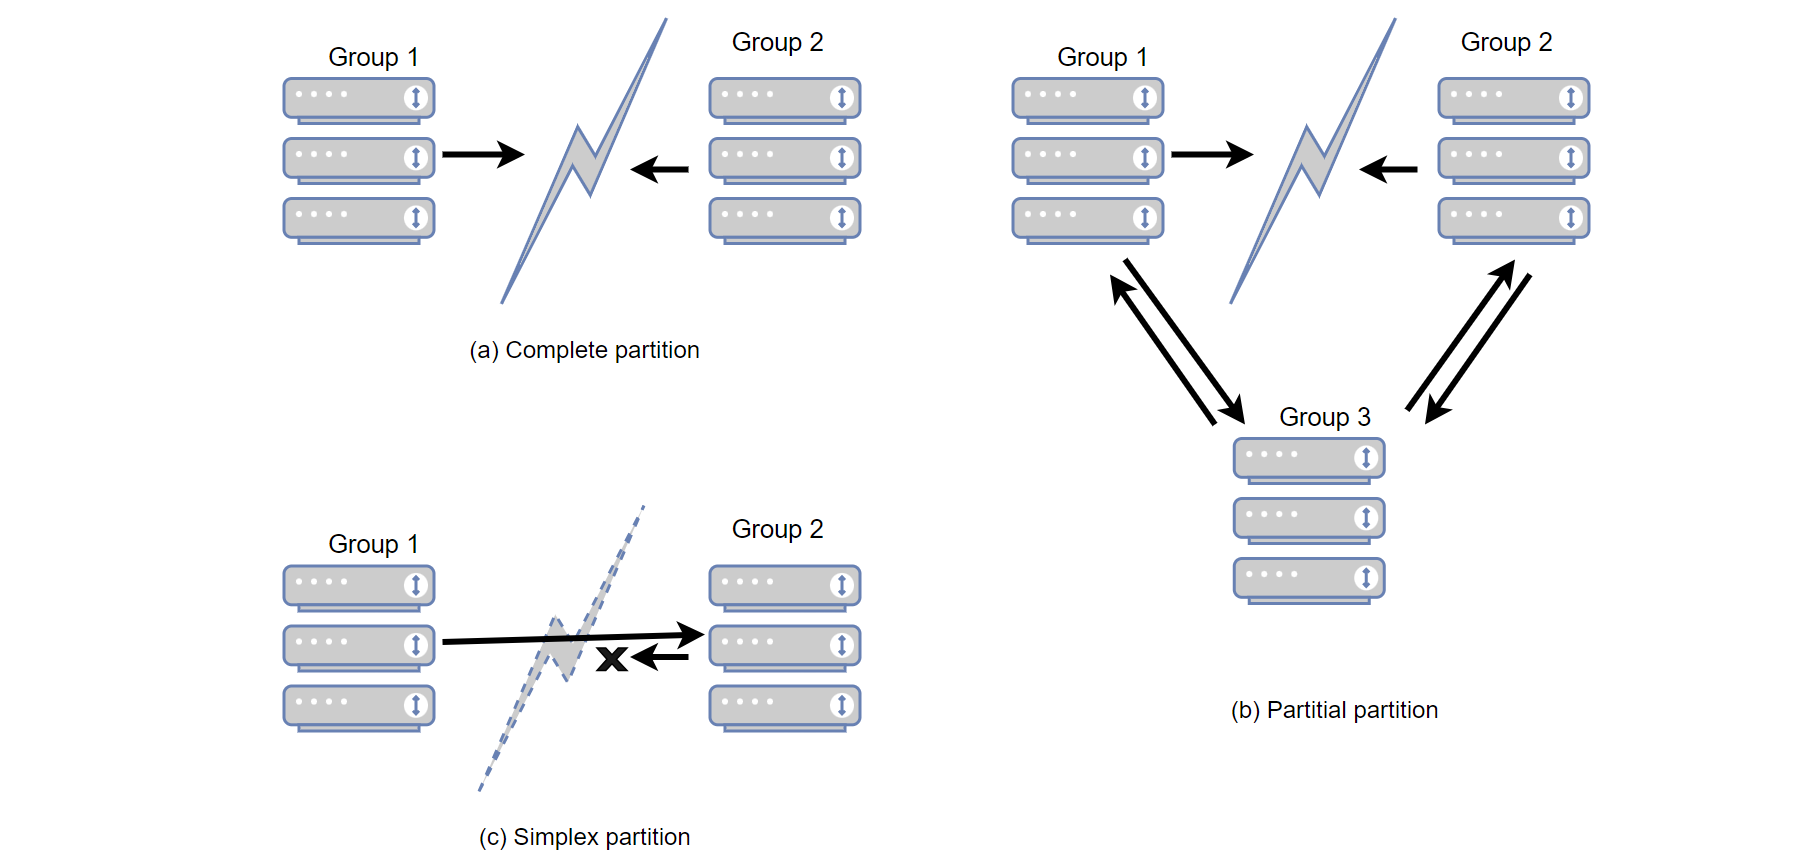 Group 1
Group 2
(a) Complete partition
Group 1
Group 2
Group 3
(b) Partitial partition
Group 1
Group 2
(c) Simplex partition